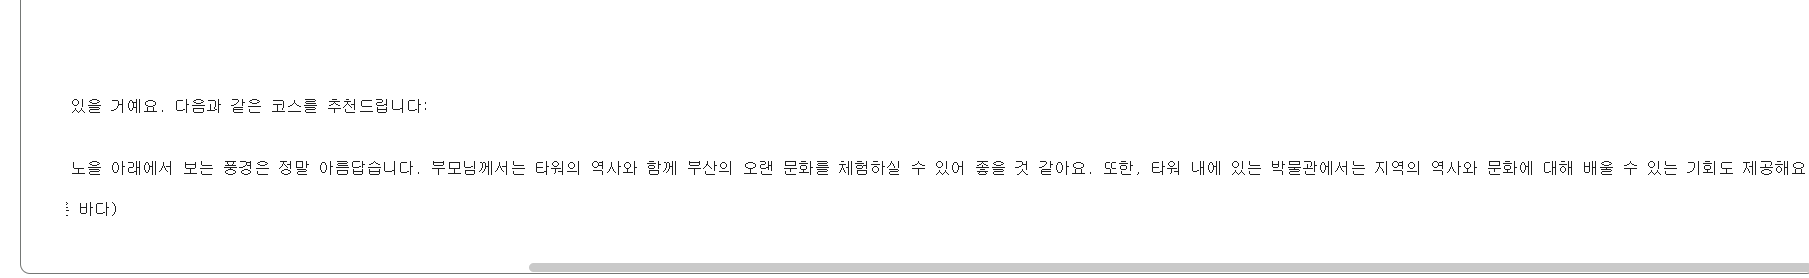 있을 거예요. 다음과 같은 코스를 추천드립니다:
노을 아래에서 보는 풍경은 정말 아름답습니다. 부모님께서는 타워의 역사와 함께 부산의 오랜 문화를 체험하실 수 있어 좋을 것 같아요. 또한, 타워 내에 있는 박물관에서는 지역의 역사와 문화에 대해 배울 수 있는 기회도 제공해요
바다)